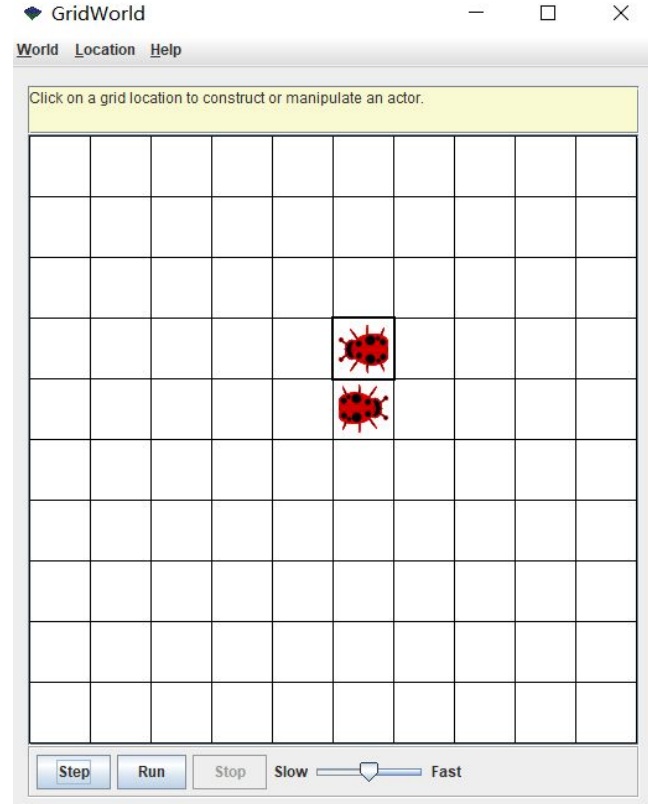 GridWorld
World Location Help
Click on a grid location to construct or manipulate an actor.
Step Run Stop Slow Fast